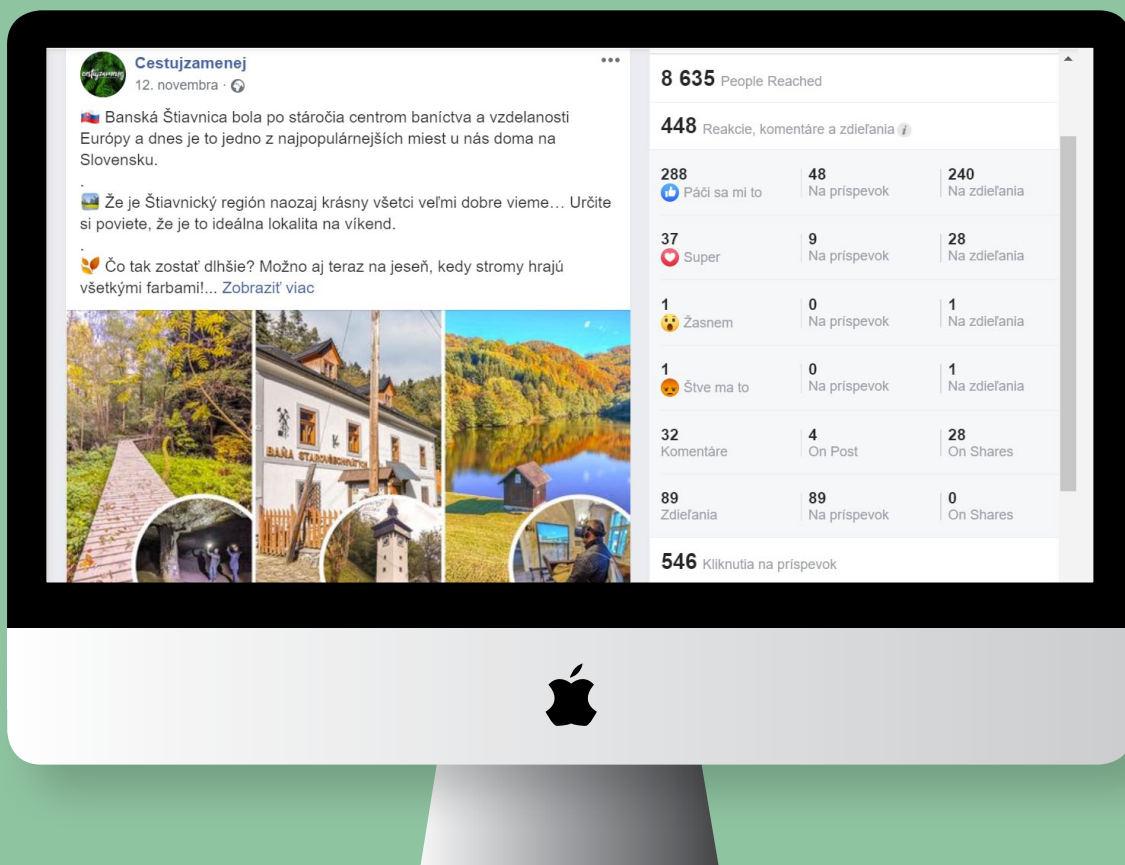 Cestujzamenej
12. novembra ·
Banská Štiavnica bola po stáročia centrom baníctva a vzdelanosti
Európy a dnes je to jedno z najpopulárnejších miest u nás doma na
Slovensku.
.
Že je Štiavnický región naozaj krásny všetci veľmi dobre vieme… Určite
si poviete, že je to ideálna lokalita na víkend.
.
Čo tak zostať dlhšie? Možno aj teraz na jeseň, kedy stromy hrajú
všetkými farbami!... Zobraziť viac
cestujzamenej
BAŇA STAROVŠECHSVÄTÝCH
8 635 People Reached
448 Reakcie, komentáre a zdieľania i
288 48 240
Páči sa mi to Na príspevok Na zdieľania
37 9 28
Super Na príspevok Na zdieľania
1 0 1
Žasnem Na príspevok Na zdieľania
1 0 1
Štve ma to Na príspevok Na zdieľania
32 4 28
Komentáre On Post On Shares
89 89 0
Zdieľania Na príspevok On Shares
546 Kliknutia na príspevok